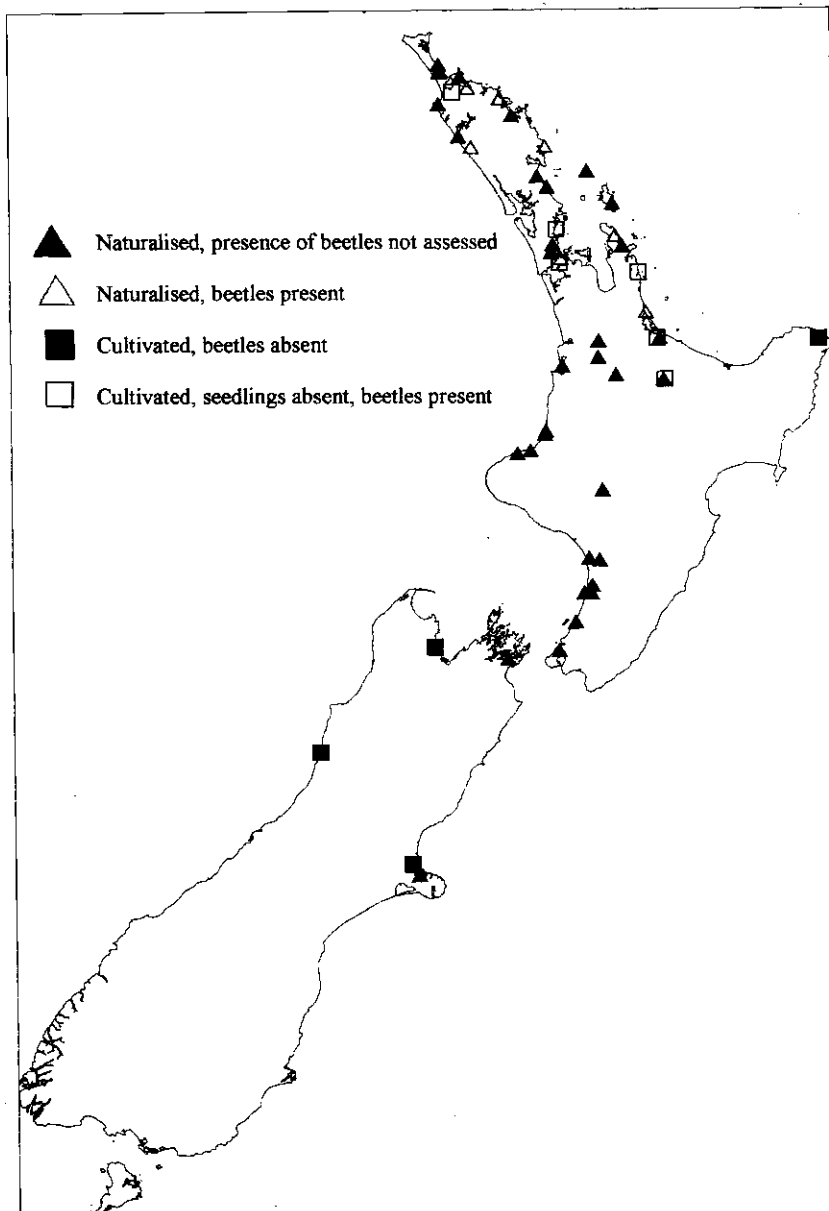 Naturalised, presence of beetles not assessed
Naturalised, beetles present
Cultivated, beetles absent
Cultivated, seedlings absent, beetles present